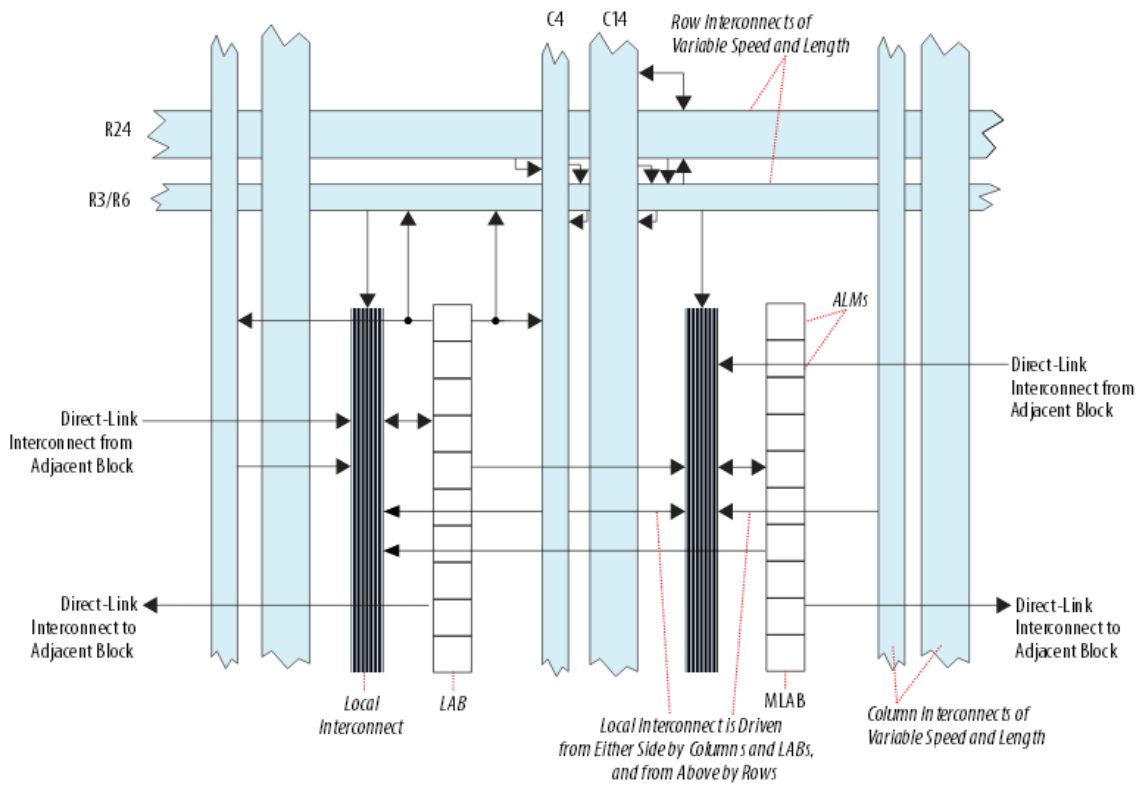 C4
C14
Row Interconnects of
Variable Speed and Length
R24
R3/R6
ALMs
Direct-Link
Interconnect from
Adjacent Block
Direct-Link
Interconnect from
Adjacent Block
Direct-Link
Interconnect to
Adjacent Block
Direct-Link
Interconnect to
Adjacent Block
Local
Interconnect
LAB
MLAB
Local Interconnect is Driven
from Either Side by Columns and LABs,
and from Above by Rows
Column Interconnects of
Variable Speed and Length